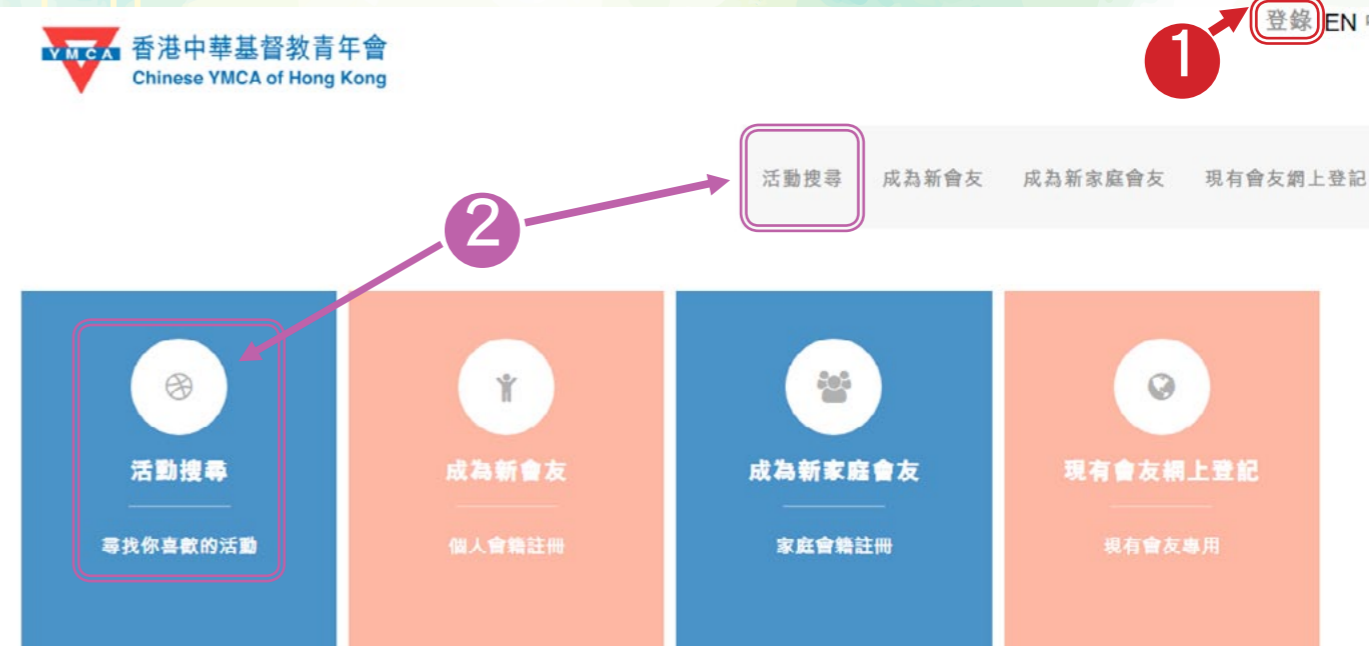 登錄 EN
1
YMCA
香港中華基督教青年會
Chinese YMCA of Hong Kong
活動搜尋 成為新會友 成為新家庭會友 現有會友網上登記
2
活動搜尋
尋找你喜歡的活動
成為新會友
個人會籍註冊
成為新家庭會友
家庭會籍註冊
現有會友網上登記
現有會友專用